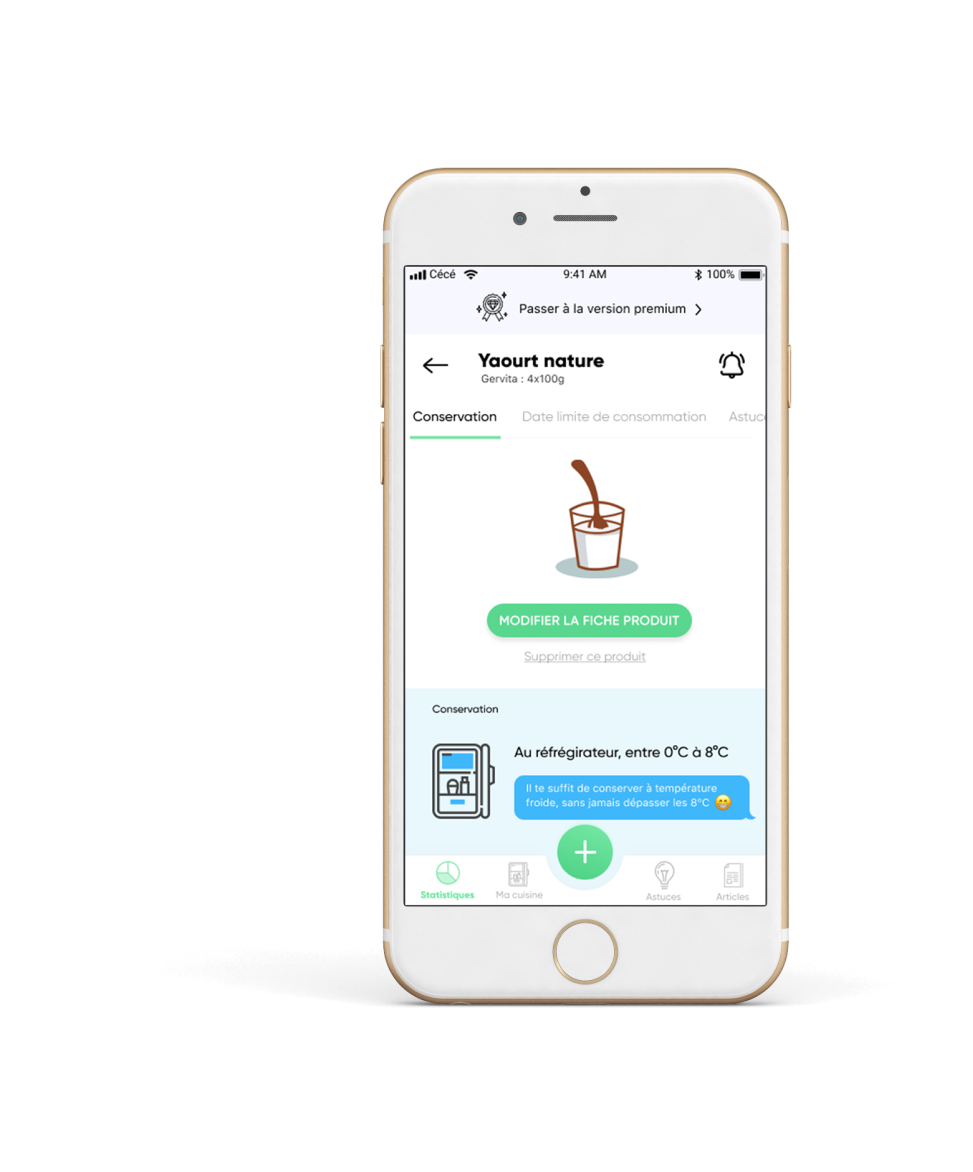 Cécé 9:41 AM 100%
Passer à la version premium
Yaourt nature
Gervita : 4x100g
Conservation Date limite de consommation Astuc
MODIFIER LA FICHE PRODUIT
Supprimer ce produit
Conservation
Au réfrégirateur, entre 0°C à 8°C
Il te suffit de conserver à température
froide, sans jamais dépasser les 8°C 😁
+
Statistiques Ma cuisine Astuces Articles